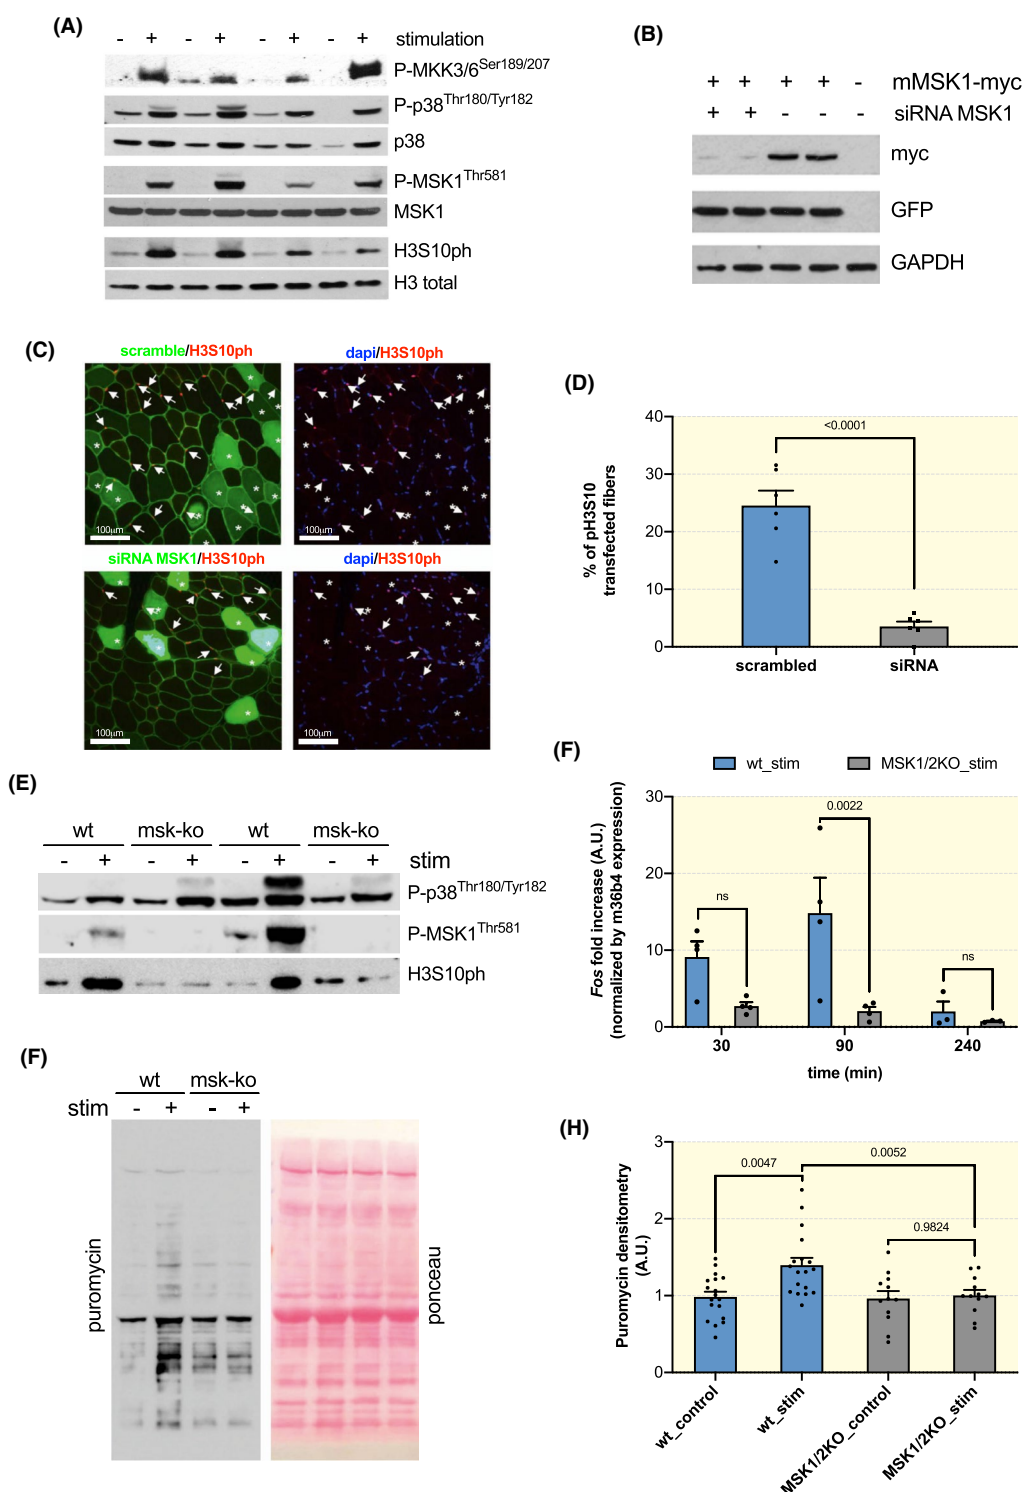 (A)
- + - + - + - + stimulation
P-MKK3/6Ser189/207
P-p38Thr180/Tyr182
p38
P-MSK1Thr581
MSK1
H3S10ph
H3 total
(B)
+ + + + - mMSK1-myc
+ + - - - siRNA MSK1
myc
GFP
GAPDH
(C)
scramble/H3S10ph
dapi/H3S10ph
100µm
100µm
siRNA MSK1/H3S10ph
dapi/H3S10ph
100µm
100µm
(D)
% of pH3S10
transfected fibers
40
30
20
10
0
<0.0001
scrambled
siRNA
(E)
wt msk-ko wt msk-ko
- + - + - + - + stim
P-p38Thr180/Tyr182
P-MSK1Thr581
H3S10ph
(F)
wt_stim
MSK1/2KO_stim
Fos fold increase (A.U.)
(normalized by m36b4 expression)
30
20
10
0
ns
0.0022
ns
30
90
240
time (min)
(F)
wt msk-ko
stim - + - +
puromycin
ponceau
(H)
Puromycin densitometry
(A.U.)
3
2
1
0
0.0047
0.0052
0.9824
wt_control
wt_stim
MSK1/2KO_control
MSK1/2KO_stim